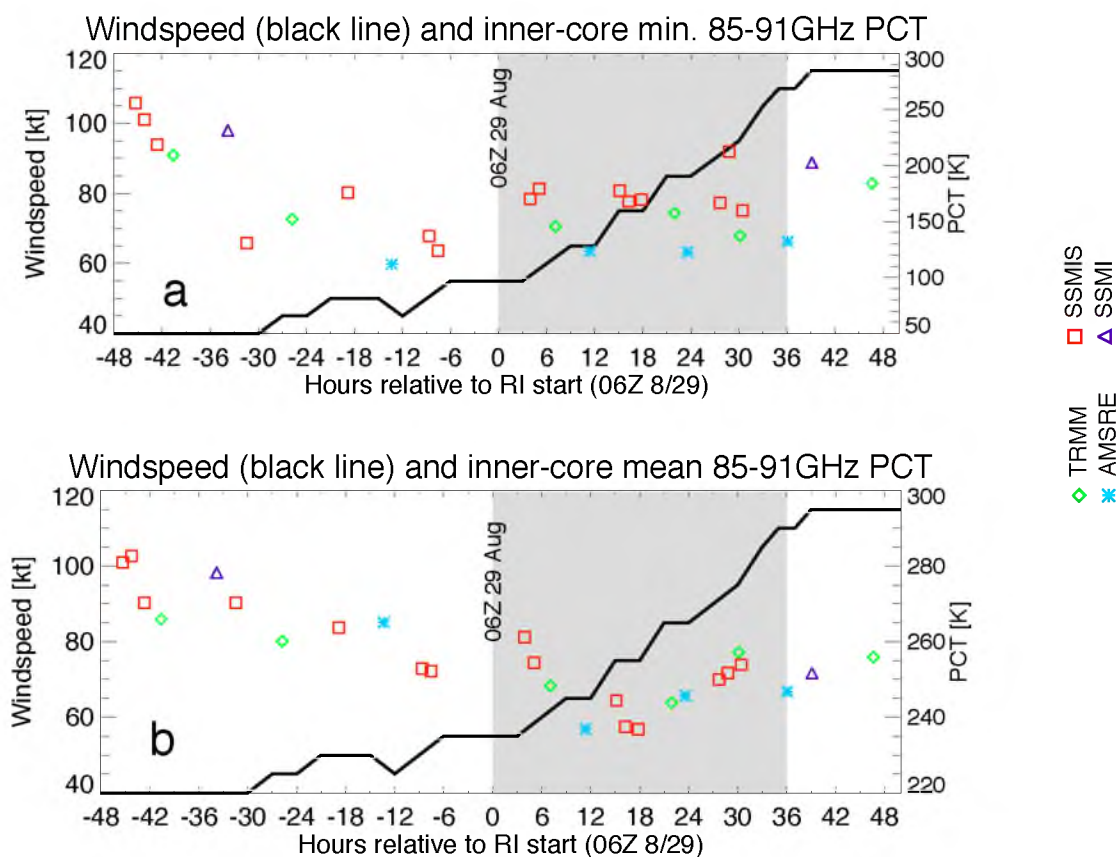 Windspeed (black line) and inner-core min. 85-91GHz PCT
120
100
80
60
40
Windspeed [kt]
300
250
200
150
100
50
PCT [K]
06Z 29 Aug
a
-48 -42 -36 -30 -24 -18 -12 -6 0 6 12 18 24 30 36 42 48
Hours relative to RI start (06Z 8/29)
Windspeed (black line) and inner-core mean 85-91GHz PCT
120
100
80
60
40
Windspeed [kt]
300
280
260
240
220
PCT [K]
06Z 29 Aug
b
-48 -42 -36 -30 -24 -18 -12 -6 0 6 12 18 24 30 36 42 48
Hours relative to RI start (06Z 8/29)
TRMM
SSMIS
AMSRE
SSMI